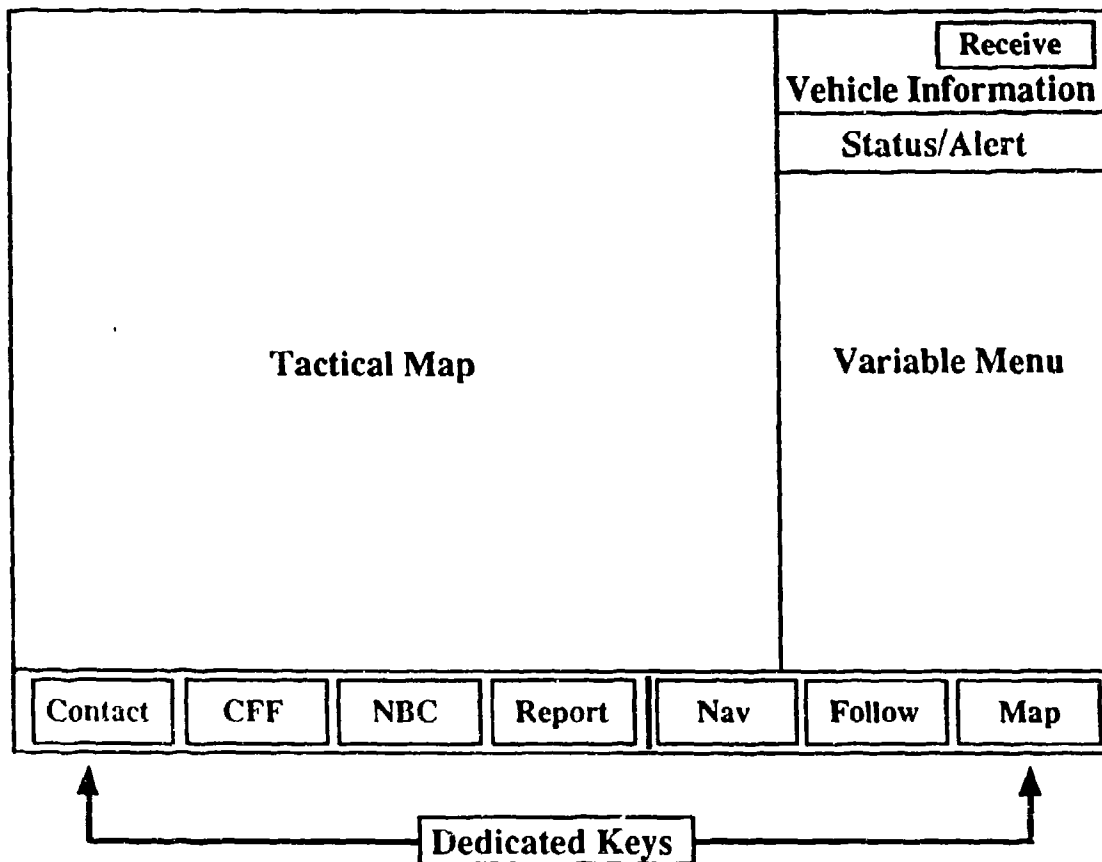 Receive
Vehicle Information
Status/Alert
Tactical Map
Variable Menu
Contact CFF NBC Report Nav Follow Map
Dedicated Keys